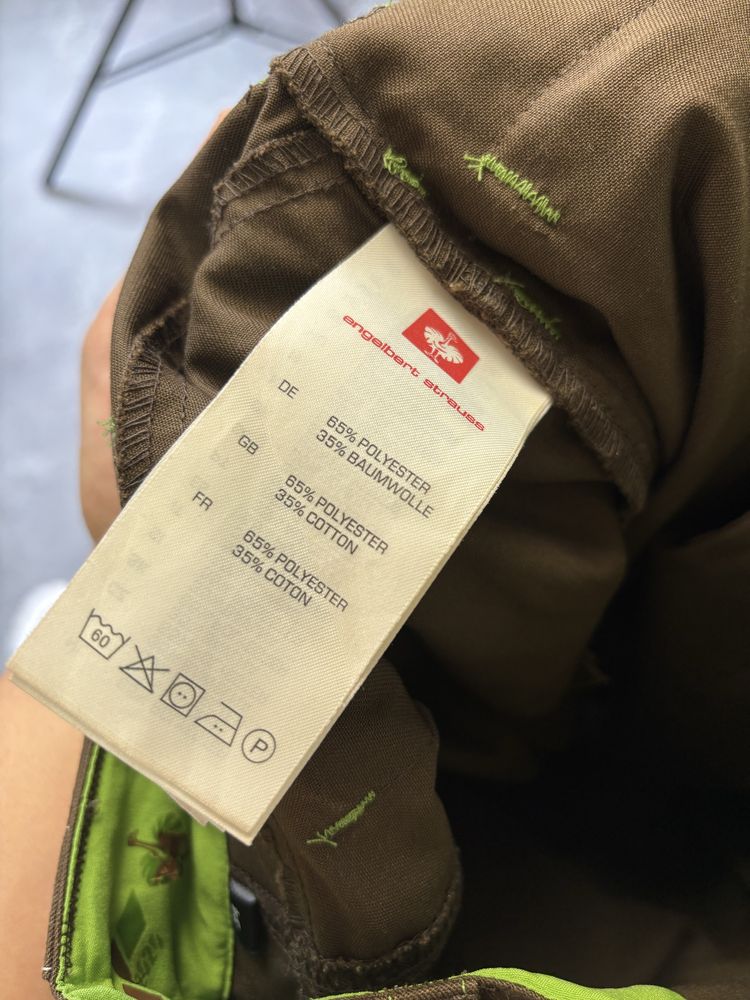 engelbert strauss
DE
65% POLYESTER
35% BAUMWOLLE
GB
65% POLYESTER
35% COTTON
FR
65% POLYESTER
35% COTON
60
P